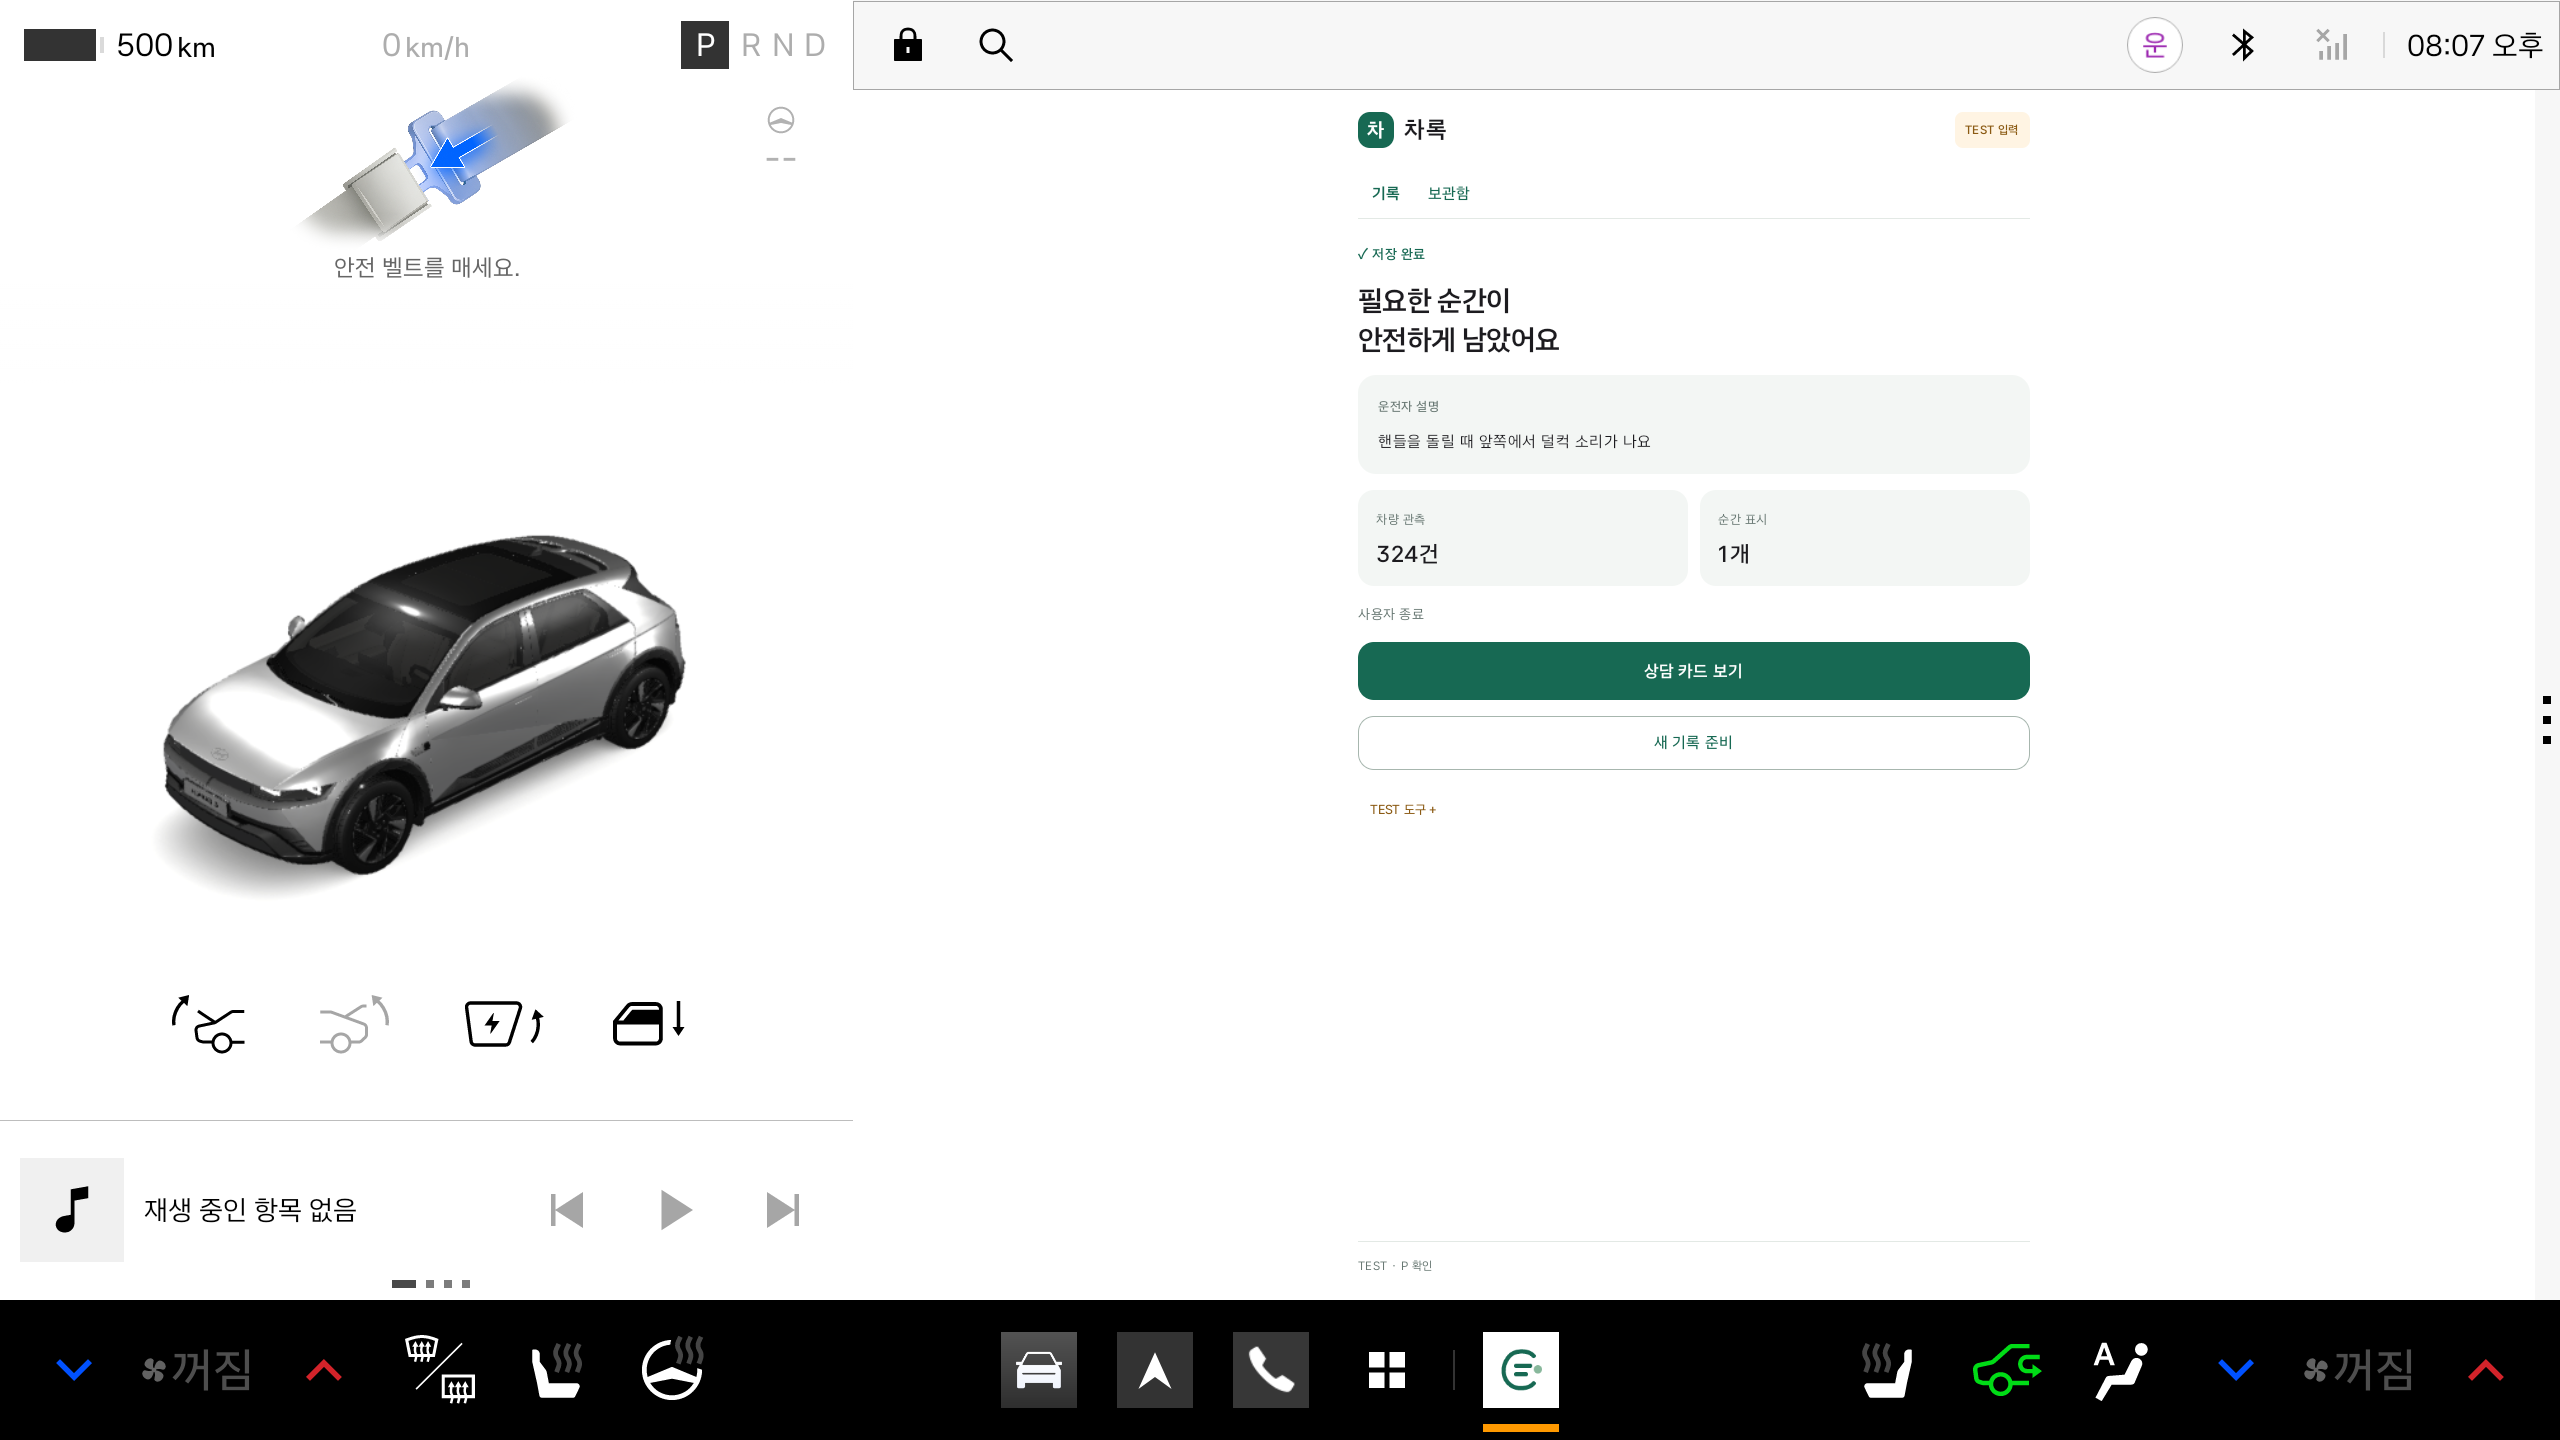 500 km
0 km/h
P R N D
안전 벨트를 매세요.
재생 중인 항목 없음
운
08:07 오후
차 차록
TEST 입력
기록 보관함
✓ 저장 완료
필요한 순간이
안전하게 남았어요
운전자 설명
핸들을 돌릴 때 앞쪽에서 덜컥 소리가 나요
차량 관측
324건
순간 표시
1개
사용자 종료
상담 카드 보기
새 기록 준비
TEST 도구 +
TEST · P 확인
꺼짐
A
꺼짐